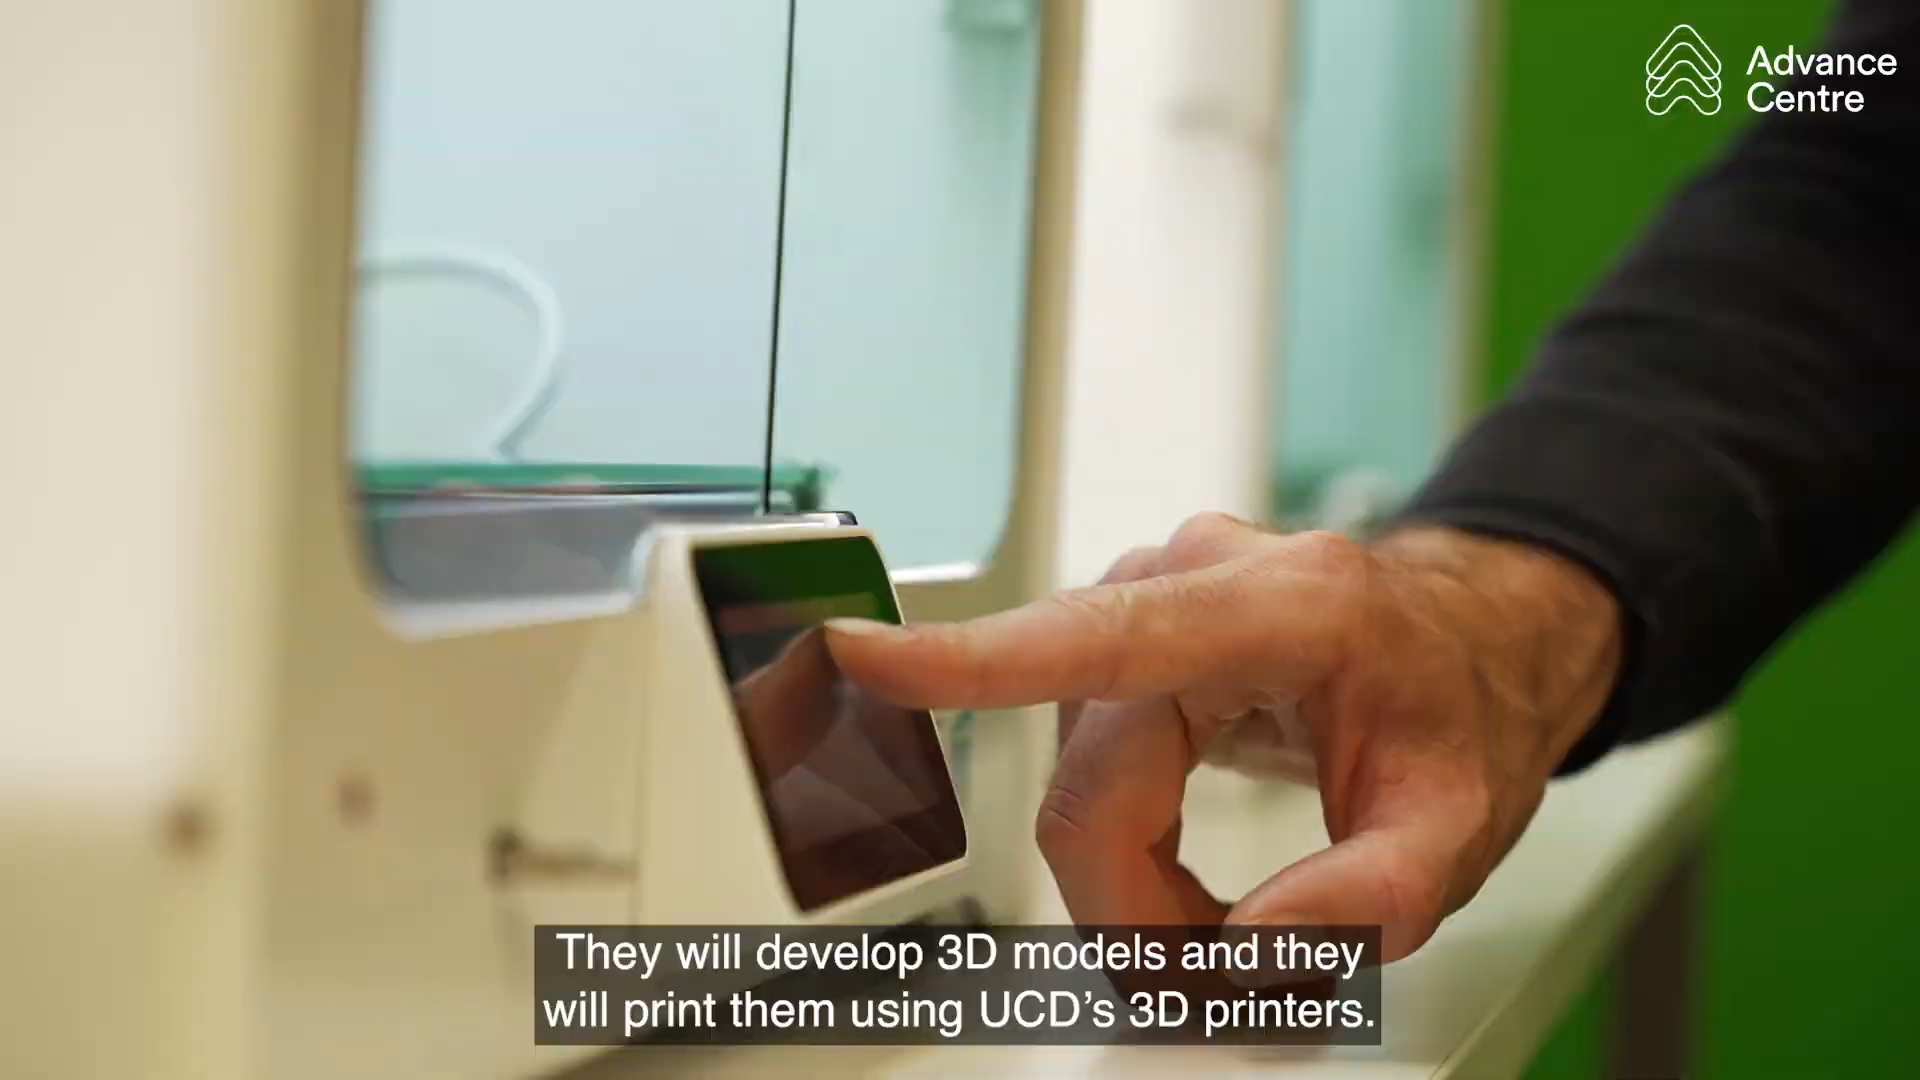 Advance
Centre
They will develop 3D models and they
will print them using UCD’s 3D printers.